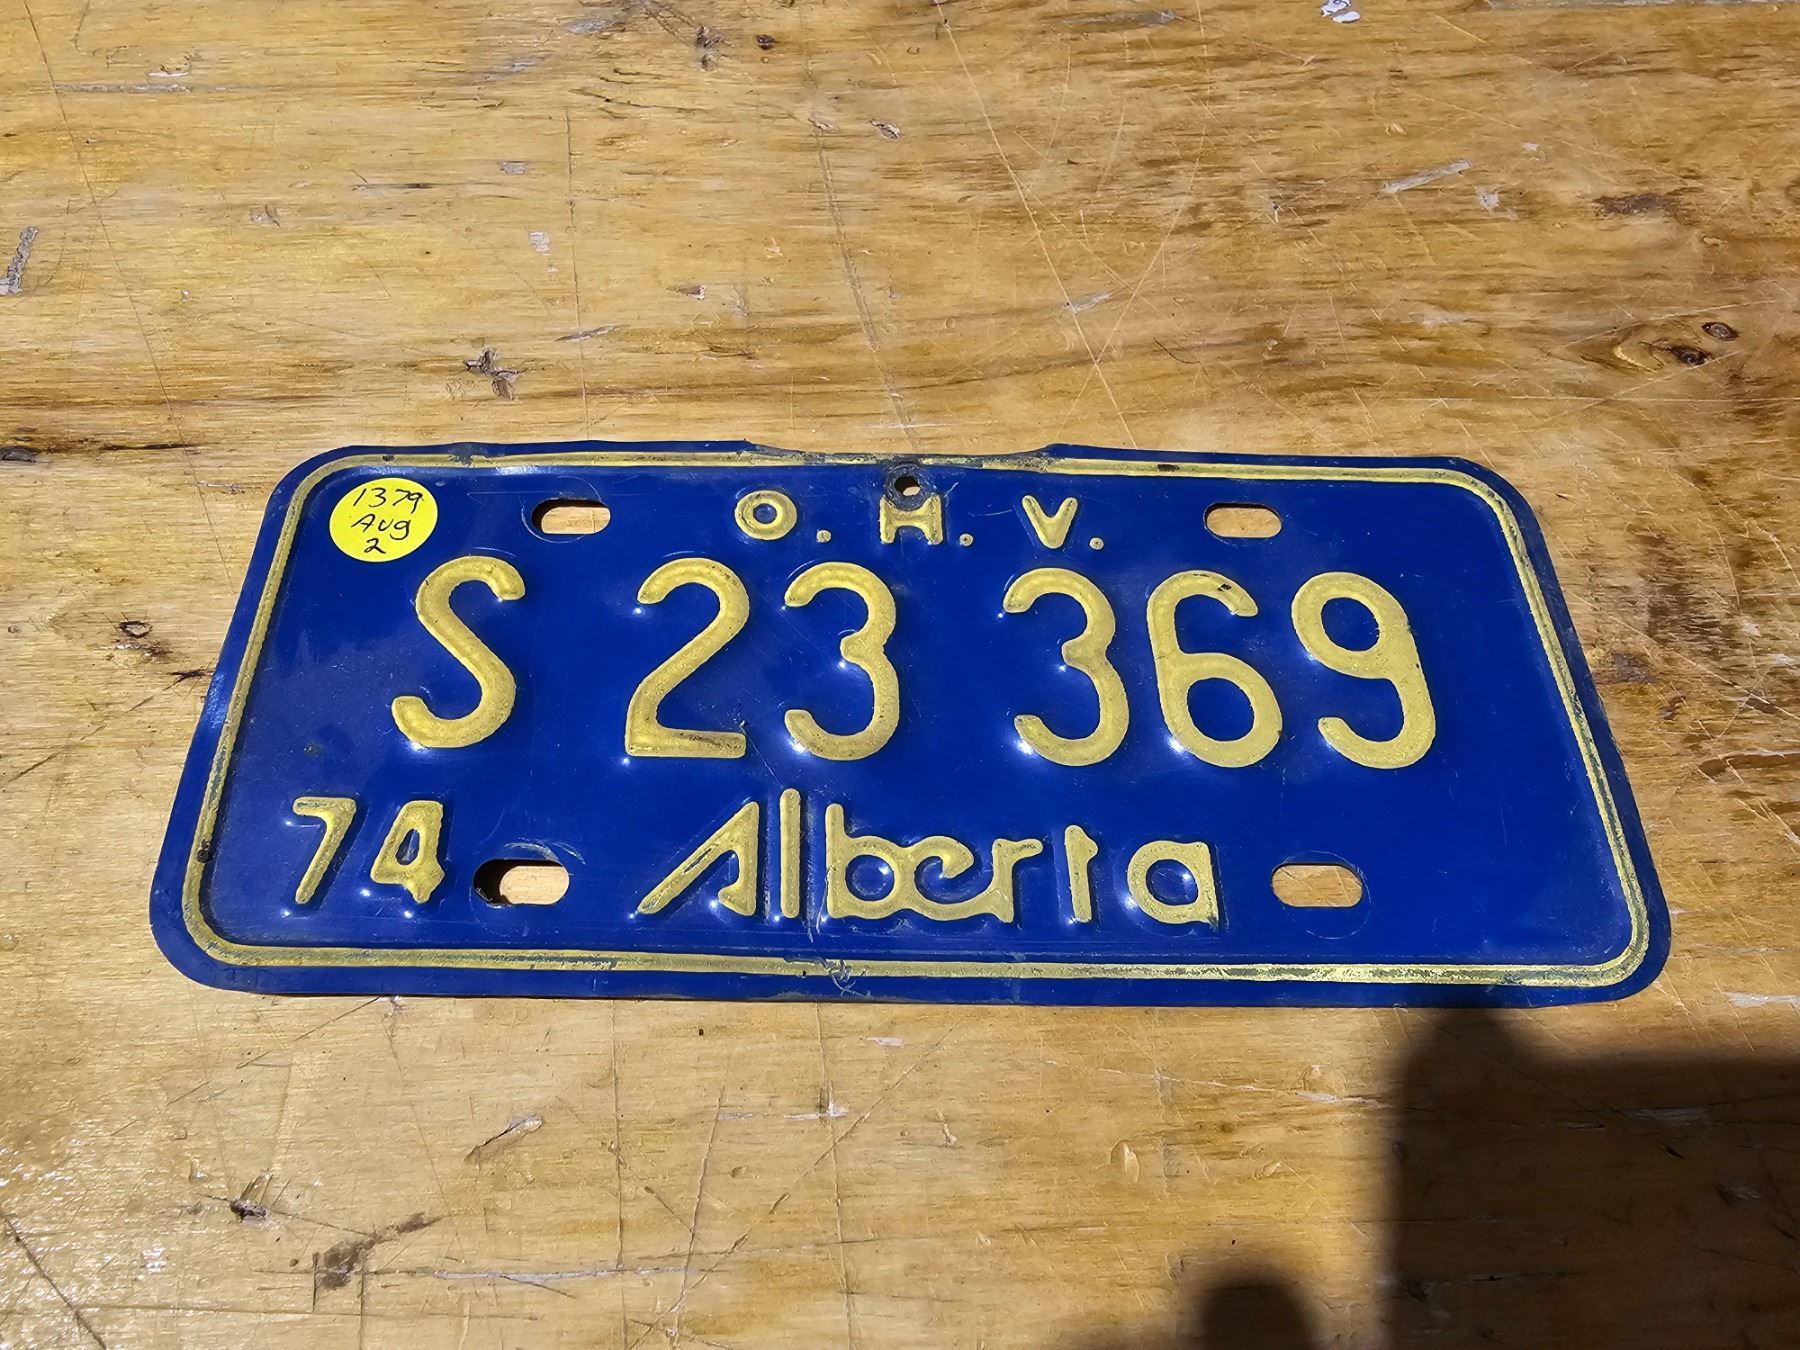 1379
Aug
2
O. H. V.
S 23 369
74 Alberta